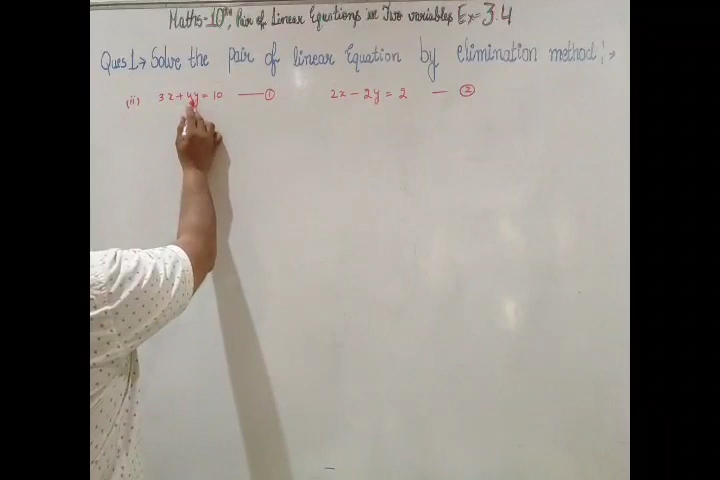 Maths-10th, Pair of Linear Equations in Two variables Ex=3.4
Ques 1→ Solve the pair of linear Equation by elimination method:→
(ii) 3x+4y=10 —① 2x-2y=2 —②